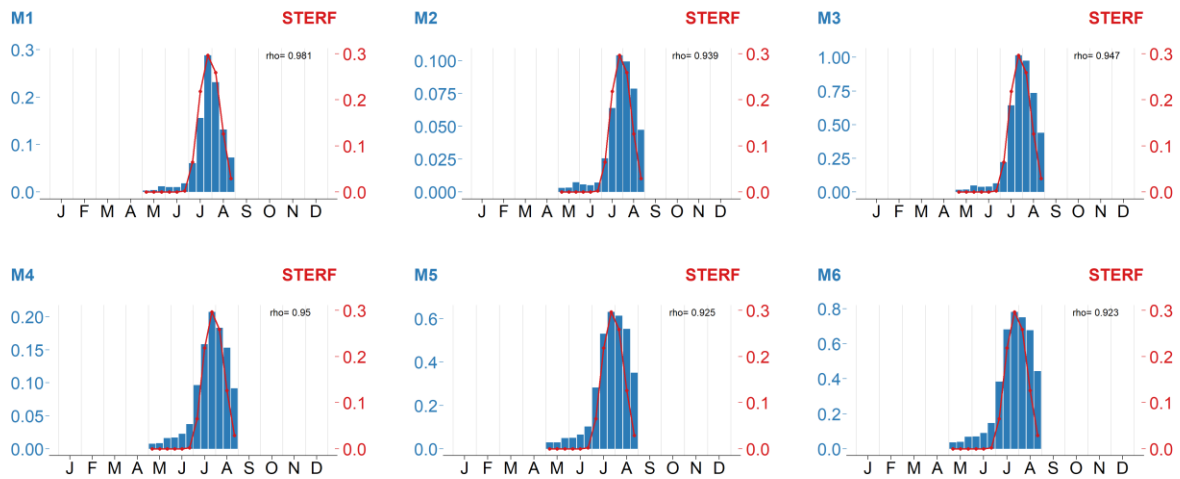 M1 STERF
0.3
0.2
0.1
0.0
rho= 0.981
0.3
0.2
0.1
0.0
J F M A M J J A S O N D
M2 STERF
0.100
0.075
0.050
0.025
0.000
rho= 0.939
0.3
0.2
0.1
0.0
J F M A M J J A S O N D
M3 STERF
1.00
0.75
0.50
0.25
0.00
rho= 0.947
0.3
0.2
0.1
0.0
J F M A M J J A S O N D
M4 STERF
0.20
0.15
0.10
0.05
0.00
rho= 0.95
0.3
0.2
0.1
0.0
J F M A M J J A S O N D
M5 STERF
0.6
0.4
0.2
0.0
rho= 0.925
0.3
0.2
0.1
0.0
J F M A M J J A S O N D
M6 STERF
0.8
0.6
0.4
0.2
0.0
rho= 0.923
0.3
0.2
0.1
0.0
J F M A M J J A S O N D